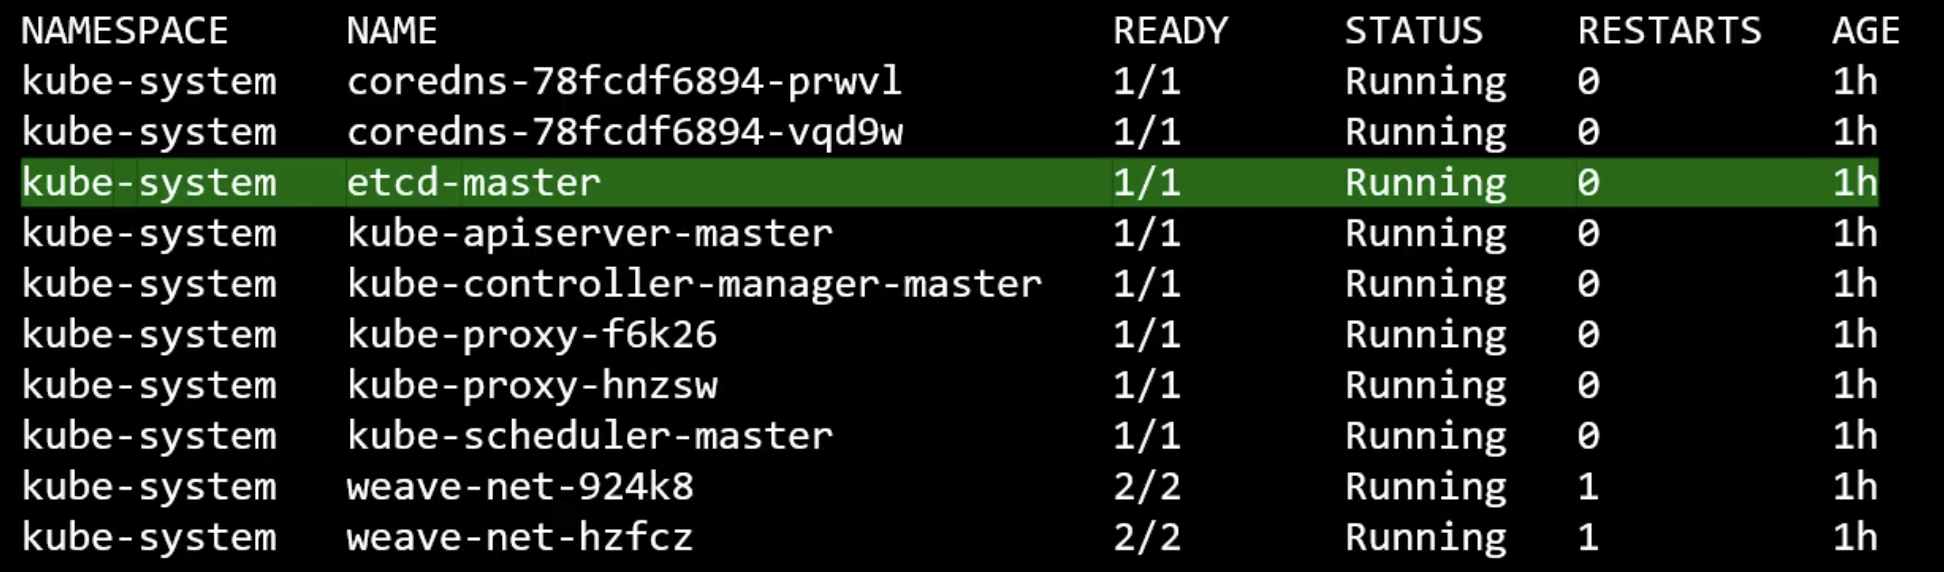 NAMESPACE NAME READY STATUS RESTARTS AGE
kube-system coredns-78fcdf6894-prwvl 1/1 Running 0 1h
kube-system coredns-78fcdf6894-vqd9w 1/1 Running 0 1h
kube-system etcd-master 1/1 Running 0 1h
kube-system kube-apiserver-master 1/1 Running 0 1h
kube-system kube-controller-manager-master 1/1 Running 0 1h
kube-system kube-proxy-f6k26 1/1 Running 0 1h
kube-system kube-proxy-hnzsw 1/1 Running 0 1h
kube-system kube-scheduler-master 1/1 Running 0 1h
kube-system weave-net-924k8 2/2 Running 1 1h
kube-system weave-net-hzfcz 2/2 Running 1 1h